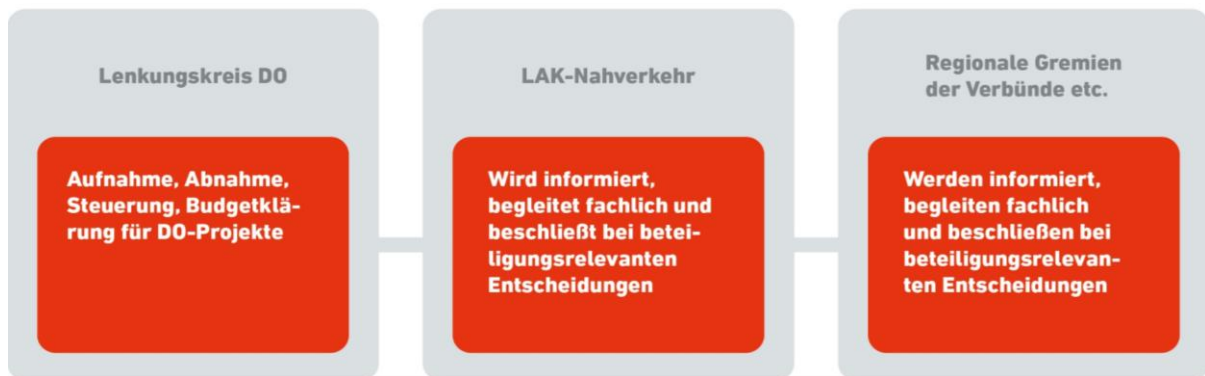 Lenkungskreis DO
Aufnahme, Abnahme,
Steuerung, Budgetklä-
rung für DO-Projekte
LAK-Nahverkehr
Wird informiert,
begleitet fachlich und
beschließt bei betei-
ligungsrelevanten
Entscheidungen
Regionale Gremien
der Verbünde etc.
Werden informiert,
begleiten fachlich
und beschließen bei
beteiligungsrelevan-
ten Entscheidungen